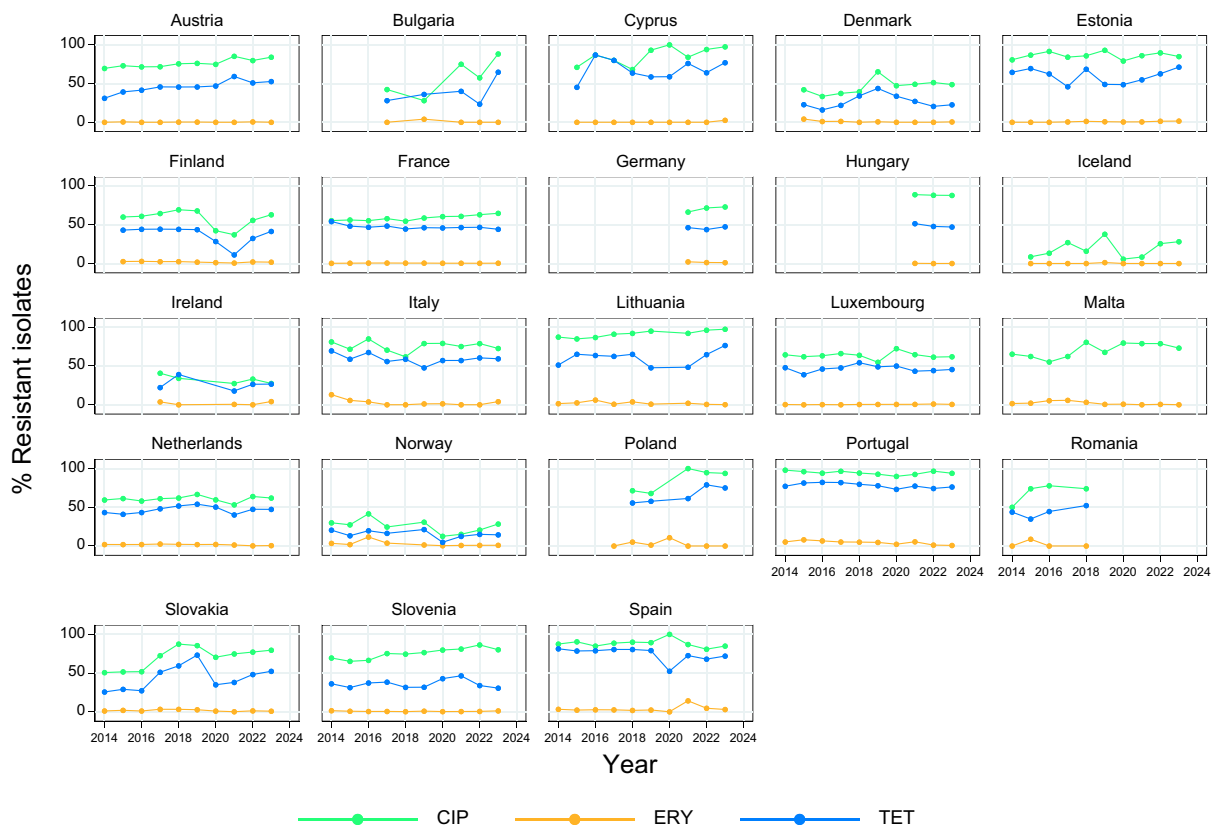 Austria Bulgaria Cyprus Denmark Estonia
100
50
0
Finland France Germany Hungary Iceland
100
50
0
Ireland Italy Lithuania Luxembourg Malta
100
50
0
Netherlands Norway Poland Portugal Romania
100
50
0
2014 2016 2018 2020 2022 2024 2014 2016 2018 2020 2022 2024
Slovakia Slovenia Spain
100
50
0
2014 2016 2018 2020 2022 2024 2014 2016 2018 2020 2022 2024 2014 2016 2018 2020 2022 2024
% Resistant isolates
Year
CIP ERY TET